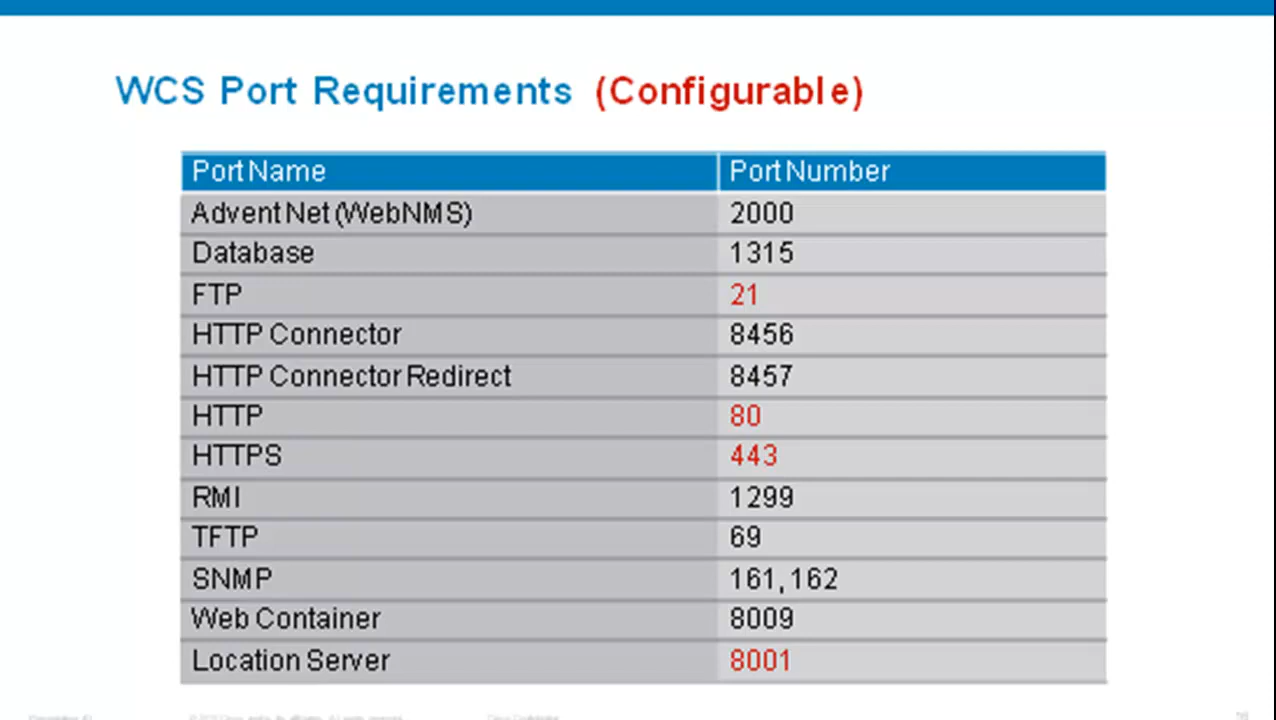 WCS Port Requirements (Configurable)
Port Name Port Number
Advent Net (WebNMS) 2000
Database 1315
FTP 21
HTTP Connector 8456
HTTP Connector Redirect 8457
HTTP 80
HTTPS 443
RMI 1299
TFTP 69
SNMP 161,162
Web Container 8009
Location Server 8001